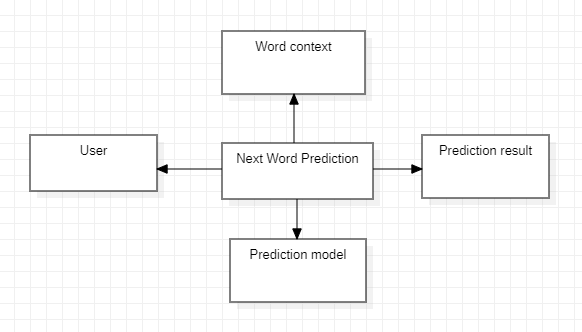 Word context
User
Next Word Prediction
Prediction result
Prediction model